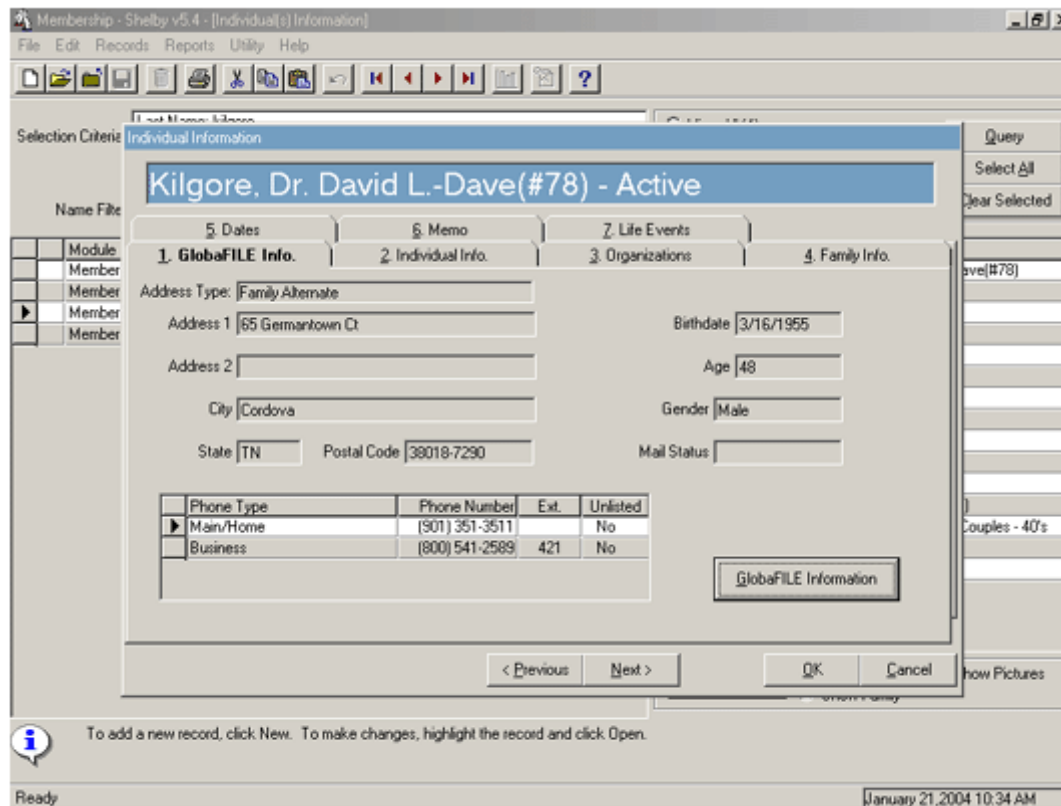 Membership - Shelby v5.4 - [Individual(s) Information]
File Edit Records Reports Utility Help
Selection Criteria
Last Name: kilgore
Query
Select All
Clear Selected
Name Filte
Individual Information
Kilgore, Dr. David L.-Dave(#78) - Active
5. Dates 6. Memo 7. Life Events
1. GlobaFILE Info. 2. Individual Info. 3. Organizations 4. Family Info.
Module
Member
Member
Member
Member
ave(#78)
Address Type: Family Alternate
Address 1 65 Germantown Ct Birthdate 3/16/1955
Address 2 Age 48
City Cordova Gender Male
State TN Postal Code 38018-7290 Mail Status
Phone Type Phone Number Ext. Unlisted
Main/Home (901) 351-3511 No
Business (800) 541-2589 421 No
Couples - 40's
GlobaFILE Information
< Previous Next > OK Cancel
how Pictures
To add a new record, click New. To make changes, highlight the record and click Open.
Ready January 21,2004 10:34 AM